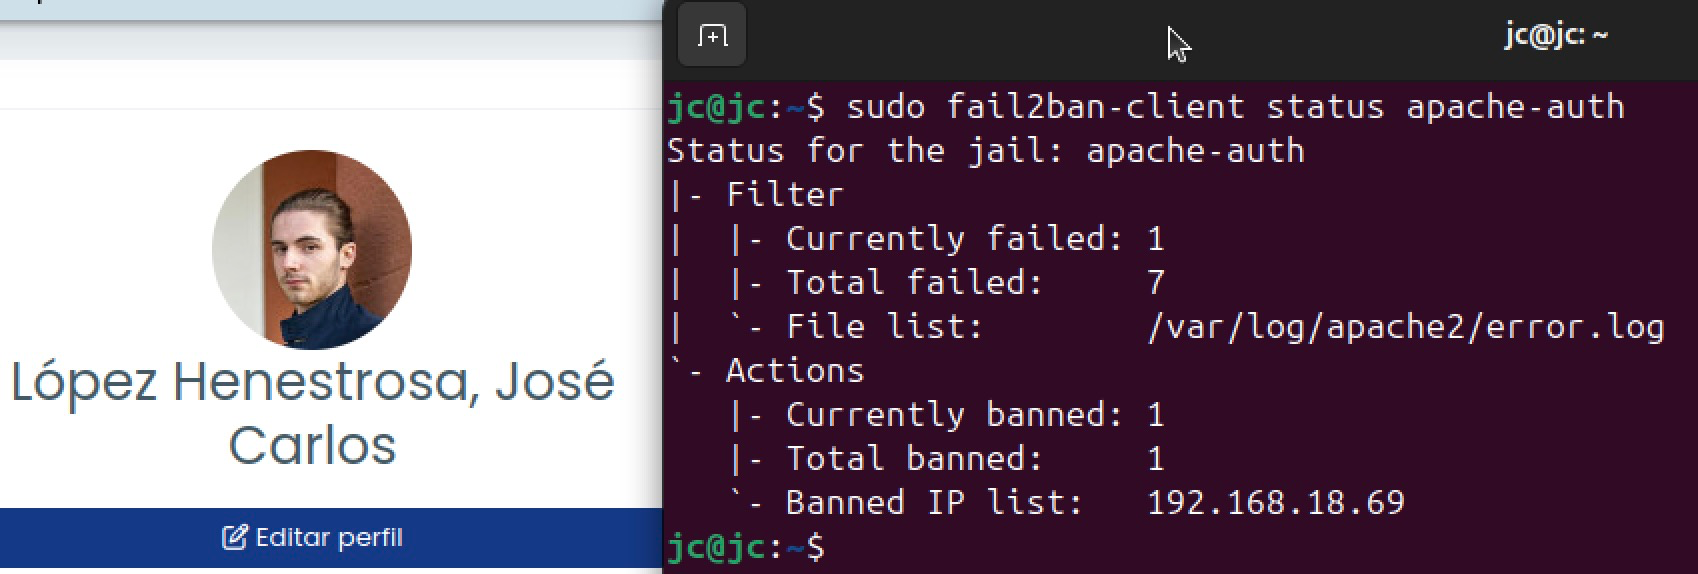 López Henestrosa, José
Carlos
Editar perfil
jc@jc: ~
jc@jc:~$ sudo fail2ban-client status apache-auth
Status for the jail: apache-auth
|- Filter
|  |- Currently failed: 1
|  |- Total failed:     7
|  `- File list:        /var/log/apache2/error.log
`- Actions
   |- Currently banned: 1
   |- Total banned:     1
   `- Banned IP list:   192.168.18.69
jc@jc:~$